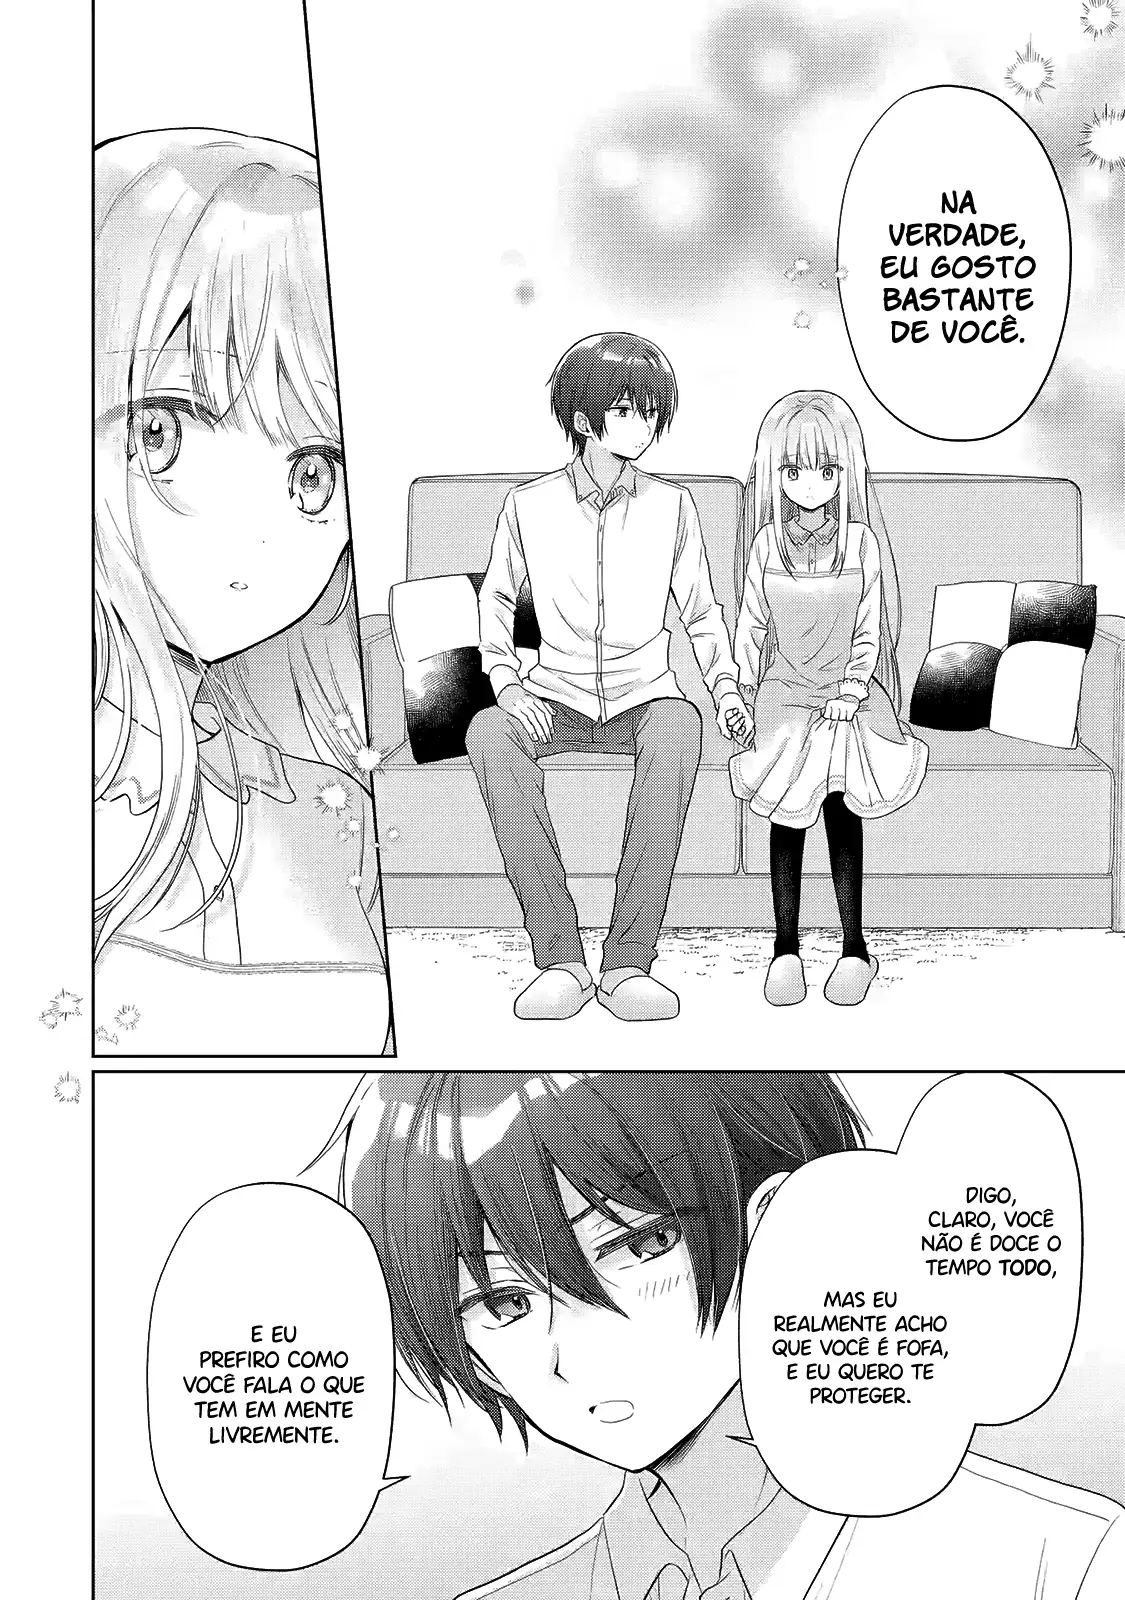 NA
VERDADE,
EU GOSTO
BASTANTE
DE VOCÊ.
DIGO,
CLARO, VOCÊ
NÃO É DOCE O
TEMPO TODO,
MAS EU
REALMENTE ACHO
QUE VOCÊ É FOFA,
E EU QUERO TE
PROTEGER.
E EU
PREFIRO COMO
VOCÊ FALA O QUE
TEM EM MENTE
LIVREMENTE.